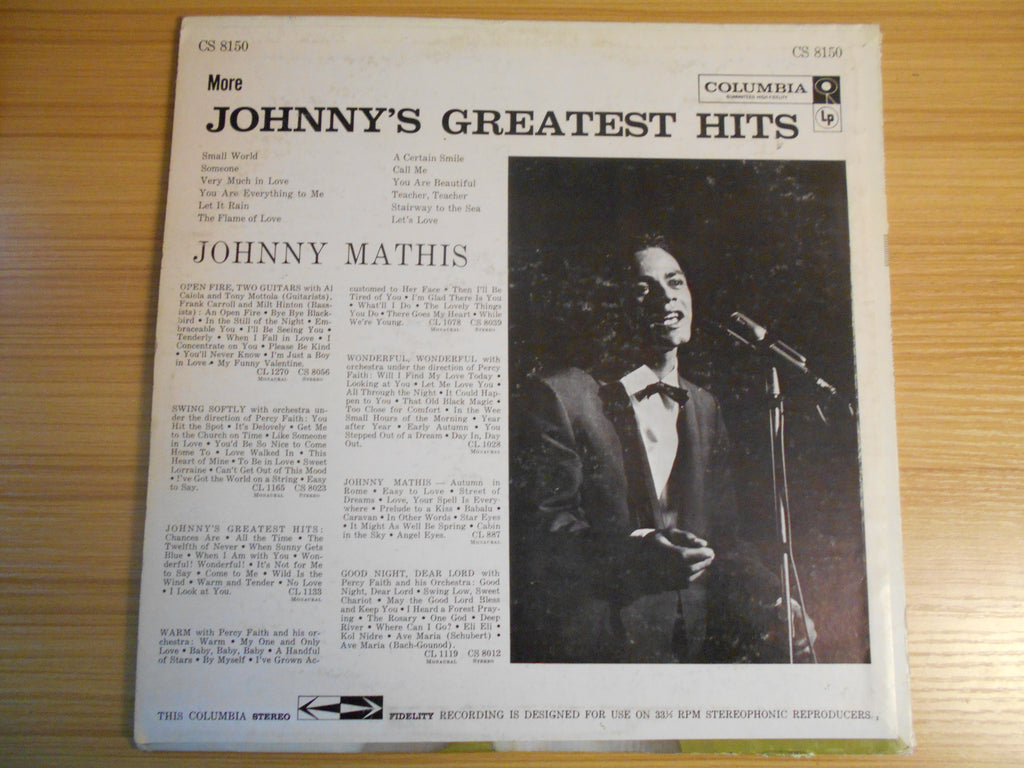 CS 8150
CS 8150
More
JOHNNY'S GREATEST HITS
COLUMBIA
GUARANTEED HIGH-FIDELITY
Lp
Small World
Someone
Very Much in Love
You Are Everything to Me
Let It Rain
The Flame of Love
A Certain Smile
Call Me
You Are Beautiful
Teacher, Teacher
Stairway to the Sea
Let's Love
JOHNNY MATHIS
OPEN FIRE, TWO GUITARS with Al
Caiola and Tony Mottola (Guitarists).
Frank Carroll and Milt Hinton (Bass-
ists): An Open Fire • Bye Bye Black-
bird • In the Still of the Night • Em-
braceable You • I'll Be Seeing You •
Tenderly • When I Fall in Love • I
Concentrate on You • Please Be Kind
• You'll Never Know • I'm Just a Boy
in Love • My Funny Valentine.
CL 1270 CS 8056
MONAURAL STEREO
SWING SOFTLY with orchestra un-
der the direction of Percy Faith: You
Hit the Spot • It's Delovely • Get Me
to the Church on Time • Like Someone
in Love • You'd Be So Nice to Come
Home To • Love Walked In • This
Heart of Mine • To Be in Love • Sweet
Lorraine • Can't Get Out of This Mood
• I've Got the World on a String • Easy
to Say. CL 1165 CS 8023
MONAURAL STEREO
JOHNNY'S GREATEST HITS:
Chances Are • All the Time • The
Twelfth of Never • When Sunny Gets
Blue • When I Am with You • Won-
derful! Wonderful! • It's Not for Me
to Say • Come to Me • Wild Is the
Wind • Warm and Tender • No Love
• I Look at You. CL 1133
MONAURAL
WARM with Percy Faith and his or-
chestra: Warm • My One and Only
Love • Baby, Baby, Baby • A Handful
of Stars • By Myself • I've Grown Ac-
customed to Her Face • Then I'll Be
Tired of You • I'm Glad There Is You
• What'll I Do • The Lovely Things
You Do • There Goes My Heart • While
We're Young. CL 1078 CS 8039
MONAURAL STEREO
WONDERFUL, WONDERFUL with
orchestra under the direction of Percy
Faith: Will I Find My Love Today •
Looking at You • Let Me Love You •
All Through the Night • It Could Hap-
pen to You • That Old Black Magic •
Too Close for Comfort • In the Wee
Small Hours of the Morning • Year
after Year • Early Autumn • You
Stepped Out of a Dream • Day In, Day
Out. CL 1028
MONAURAL
JOHNNY MATHIS — Autumn in
Rome • Easy to Love • Street of
Dreams • Love, Your Spell Is Every-
where • Prelude to a Kiss • Babalu •
Caravan • In Other Words • Star Eyes
• It Might As Well Be Spring • Cabin
in the Sky • Angel Eyes. CL 887
MONAURAL
GOOD NIGHT, DEAR LORD with
Percy Faith and his Orchestra: Good
Night, Dear Lord • Swing Low, Sweet
Chariot • May the Good Lord Bless
and Keep You • I Heard a Forest Pray-
ing • The Rosary • One God • Deep
River • Where Can I Go? • Eli Eli •
Kol Nidre • Ave Maria (Schubert) •
Ave Maria (Bach-Gounod).
CL 1119 CS 8012
MONAURAL STEREO
THIS COLUMBIA STEREO FIDELITY RECORDING IS DESIGNED FOR USE ON 33⅓ RPM STEREOPHONIC REPRODUCERS.